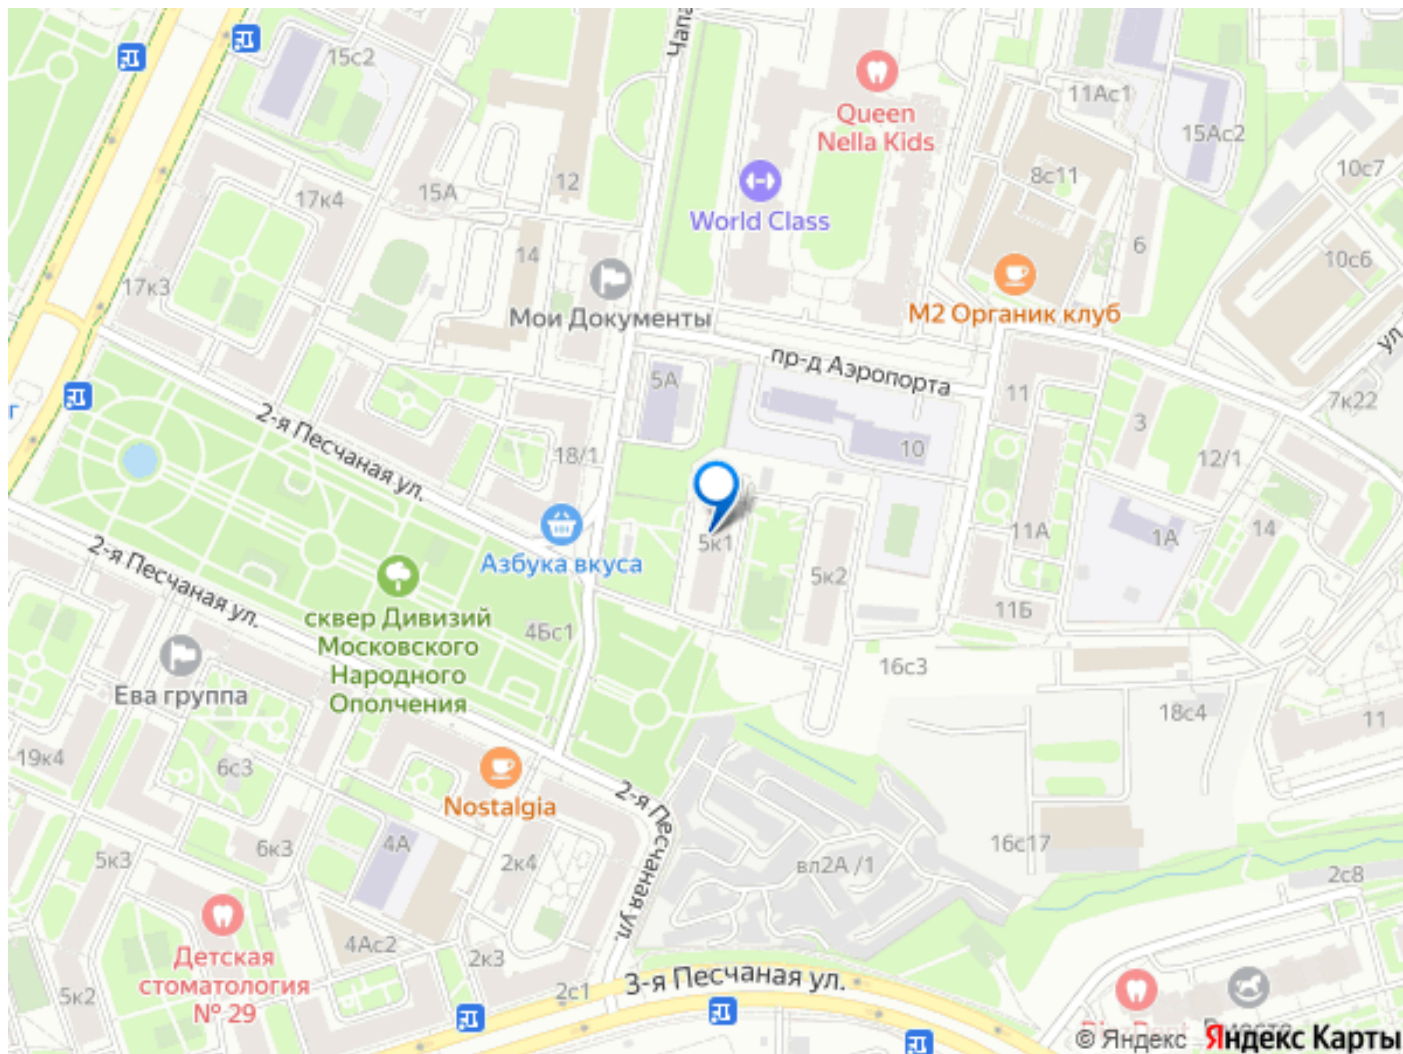 Чапа
15с2
Queen
Nella Kids
11Ас1
15Ас2
10с7
8с11
12
15А
17к4
World Class
14
6
10с6
17к3
Мои Документы
М2 Органик клуб
ул.
пр-д Аэропорта
5А
11
7к22
г
2-я Песчаная ул.
3
18/1
10
12/1
5к1
11А
1А
14
Азбука вкуса
2-я Песчаная ул.
5к2
сквер Дивизий
Московского
Народного
Ополчения
4Бс1
11Б
16с3
Ева группа
18с4
11
19к4
6с3
Nostalgia
2-я Песчаная ул.
5к3
6к3
4А
2к4
вл2А /1
16с17
2с8
4Ас2
2к3
Детская
стоматология
№ 29
5к2
2с1
3-я Песчаная ул.
© Яндекс Яндекс Карты